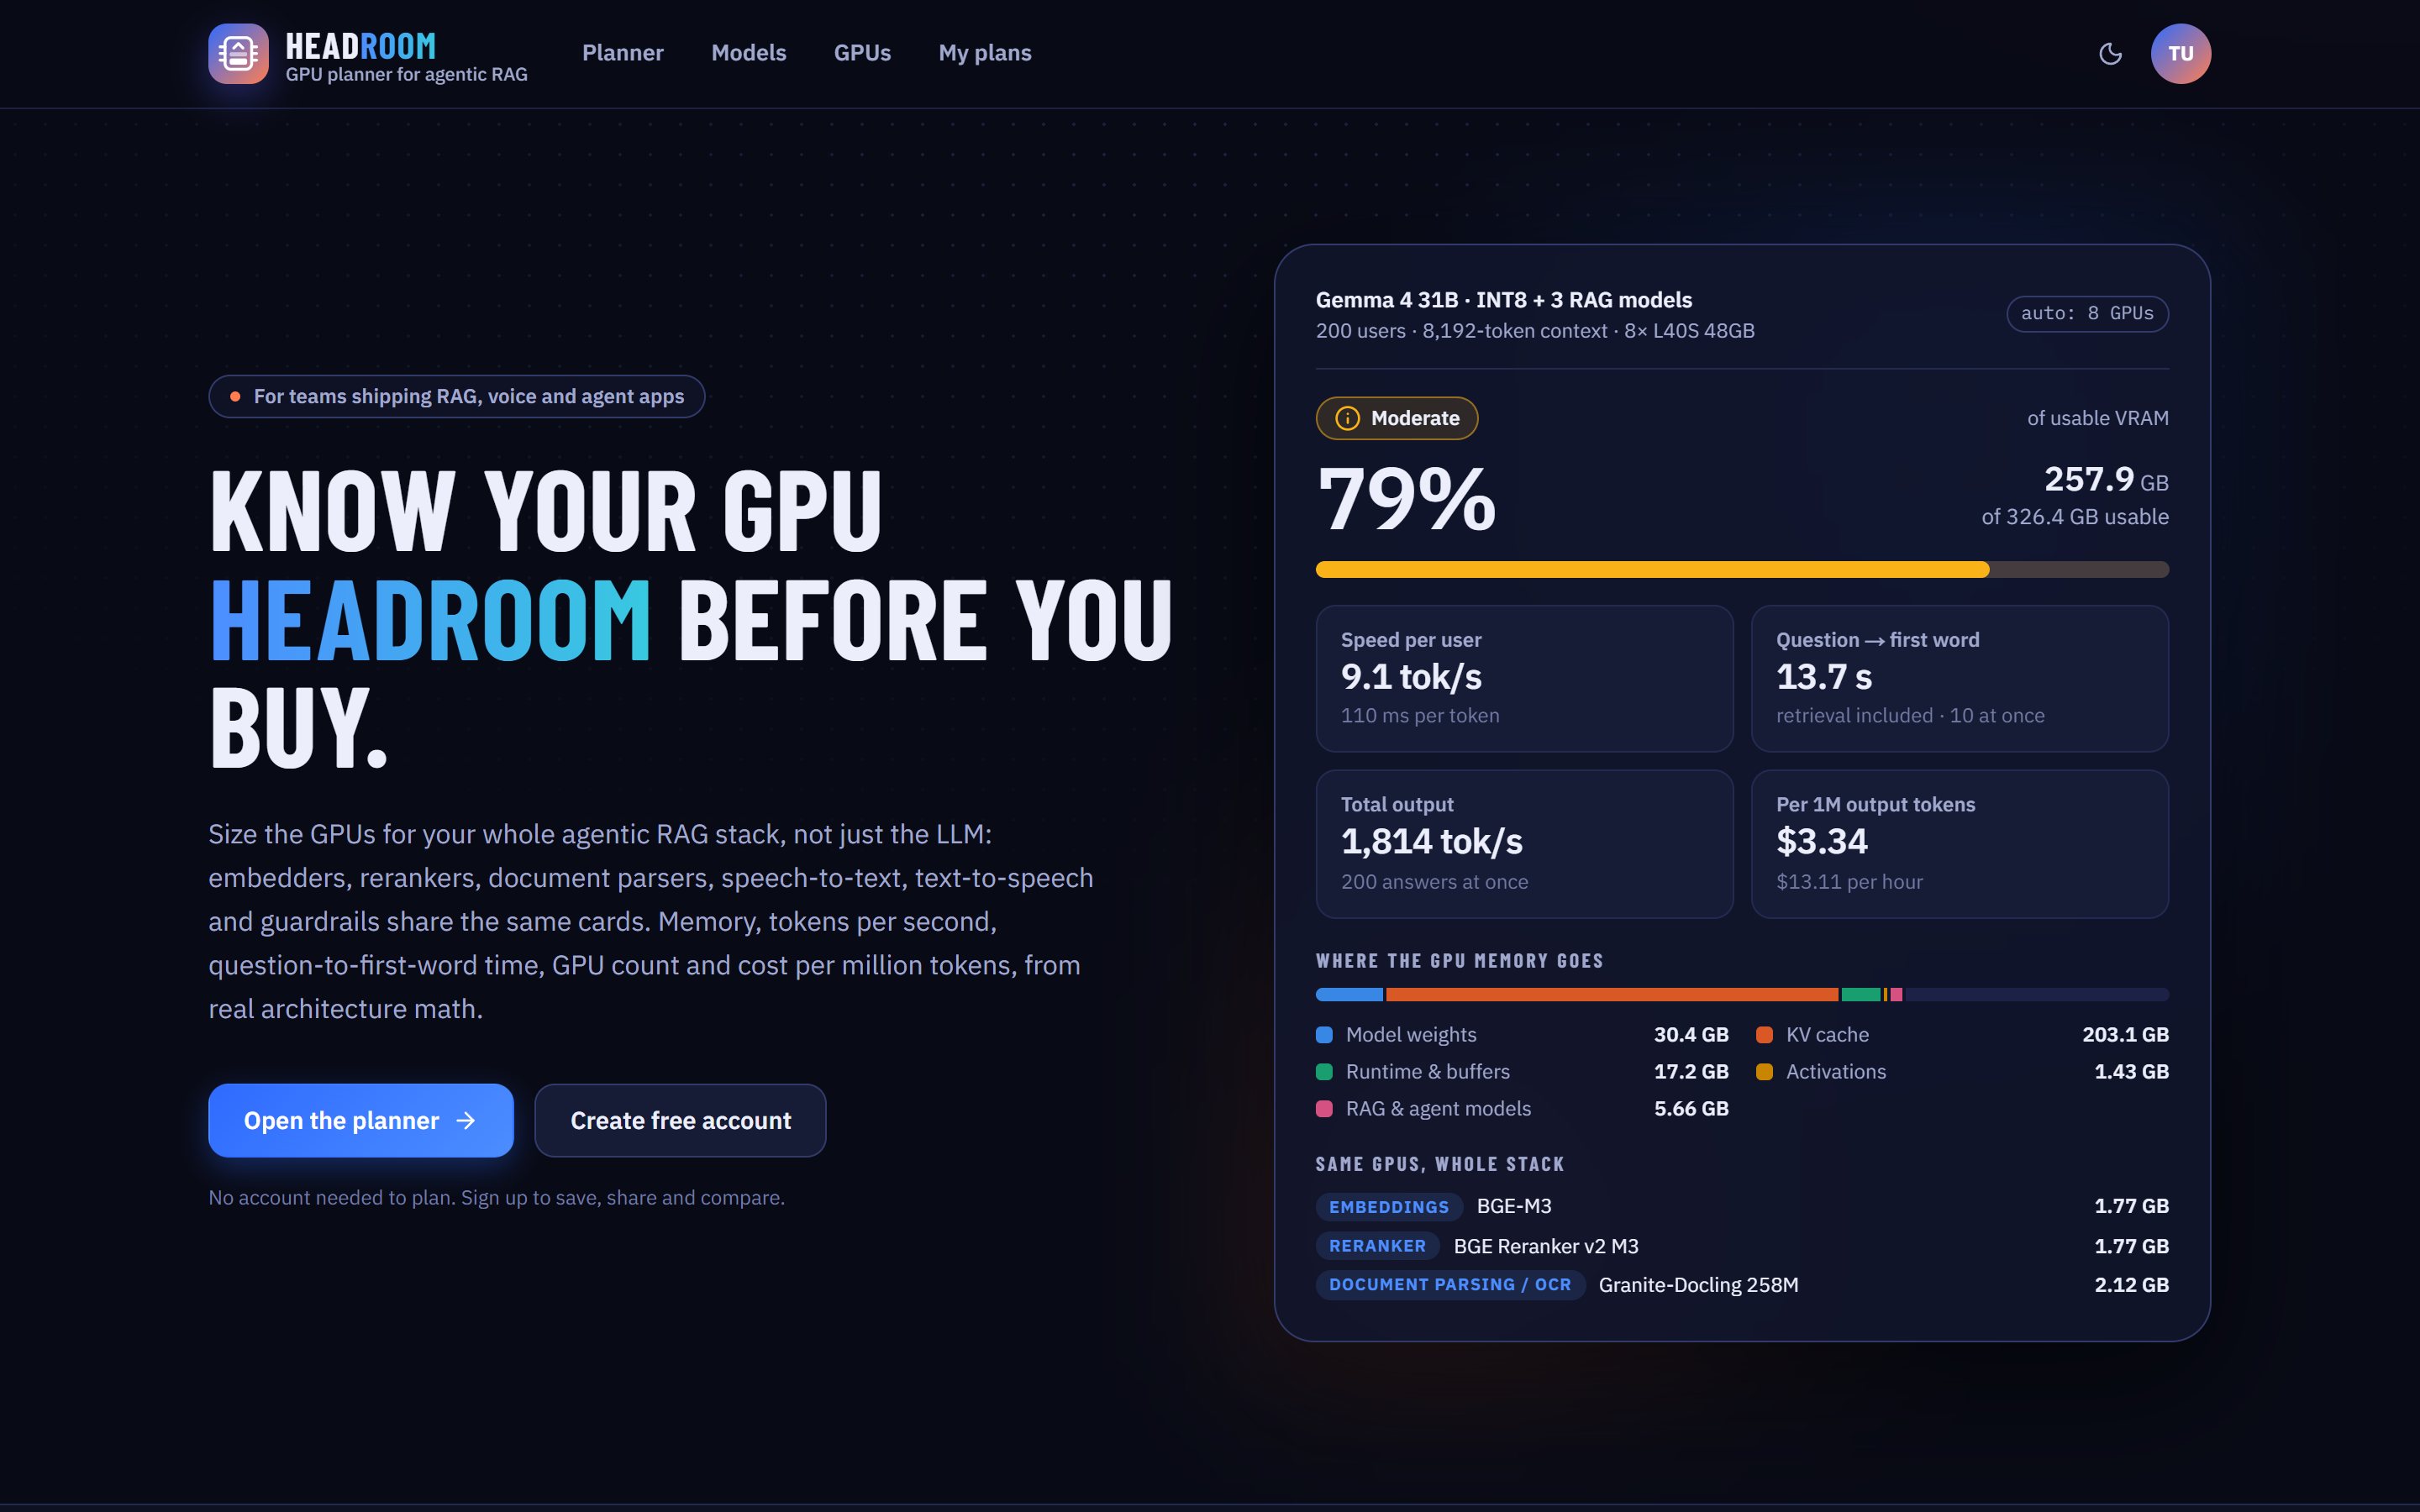 HEADROOM
GPU planner for agentic RAG
Planner
Models
GPUs
My plans
TU
For teams shipping RAG, voice and agent apps
KNOW YOUR GPU
HEADROOM BEFORE YOU
BUY.
Size the GPUs for your whole agentic RAG stack, not just the LLM:
embedders, rerankers, document parsers, speech-to-text, text-to-speech
and guardrails share the same cards. Memory, tokens per second,
question-to-first-word time, GPU count and cost per million tokens, from
real architecture math.
Open the planner →
Create free account
No account needed to plan. Sign up to save, share and compare.
Gemma 4 31B · INT8 + 3 RAG models
200 users · 8,192-token context · 8× L40S 48GB
auto: 8 GPUs
Moderate
of usable VRAM
79%
257.9 GB
of 326.4 GB usable
Speed per user
9.1 tok/s
110 ms per token
Question → first word
13.7 s
retrieval included · 10 at once
Total output
1,814 tok/s
200 answers at once
Per 1M output tokens
$3.34
$13.11 per hour
WHERE THE GPU MEMORY GOES
Model weights 30.4 GB
KV cache 203.1 GB
Runtime & buffers 17.2 GB
Activations 1.43 GB
RAG & agent models 5.66 GB
SAME GPUS, WHOLE STACK
EMBEDDINGS BGE-M3 1.77 GB
RERANKER BGE Reranker v2 M3 1.77 GB
DOCUMENT PARSING / OCR Granite-Docling 258M 2.12 GB